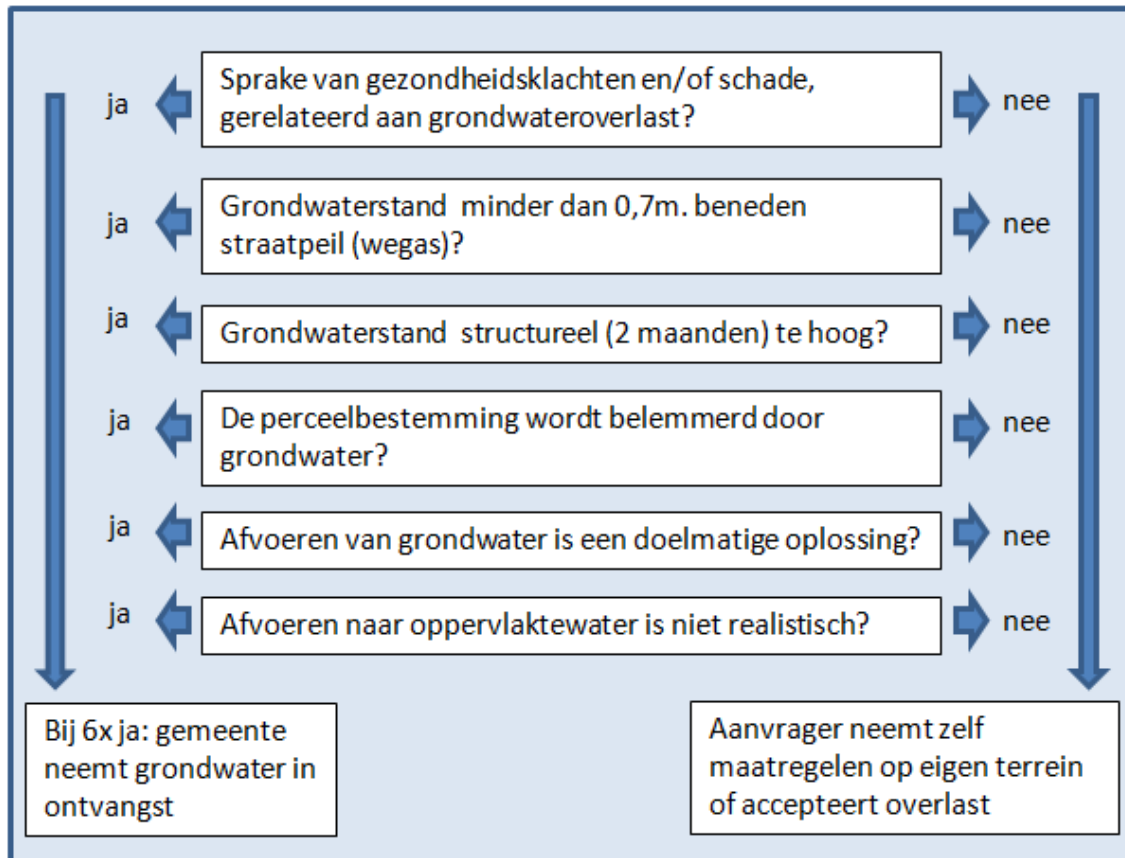 Sprake van gezondheidsklachten en/of schade,
gerelateerd aan grondwateroverlast?
ja
nee
Grondwaterstand minder dan 0,7m. beneden
straatpeil (wegas)?
ja
nee
Grondwaterstand structureel (2 maanden) te hoog?
ja
nee
De perceelbestemming wordt belemmerd door
grondwater?
ja
nee
Afvoeren van grondwater is een doelmatige oplossing?
ja
nee
Afvoeren naar oppervlaktewater is niet realistisch?
ja
nee
Bij 6x ja: gemeente
neemt grondwater in
ontvangst
Aanvrager neemt zelf
maatregelen op eigen terrein
of accepteert overlast